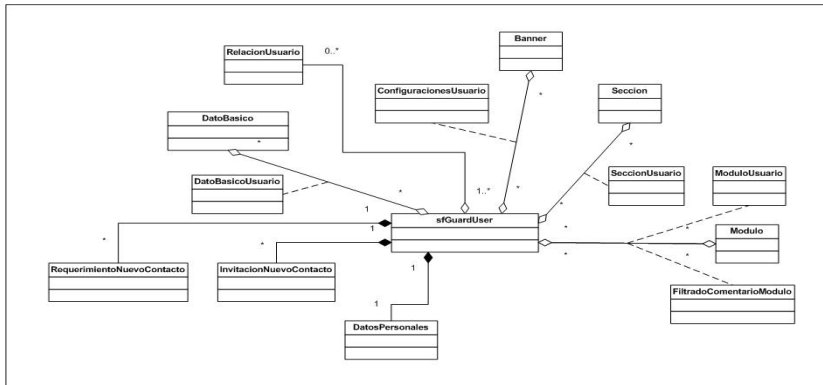 Banner
RelacionUsuario
0..*
ConfiguracionesUsuario
*
Seccion
*
DatoBasico
*
DatoBasicoUsuario
*
1..*
*
SeccionUsuario
ModuloUsuario
*
1
sfGuardUser
*
*
Modulo
*
1
*
*
*
RequerimientoNuevoContacto
InvitacionNuevoContacto
1
FiltradoComentarioModulo
1
DatosPersonales